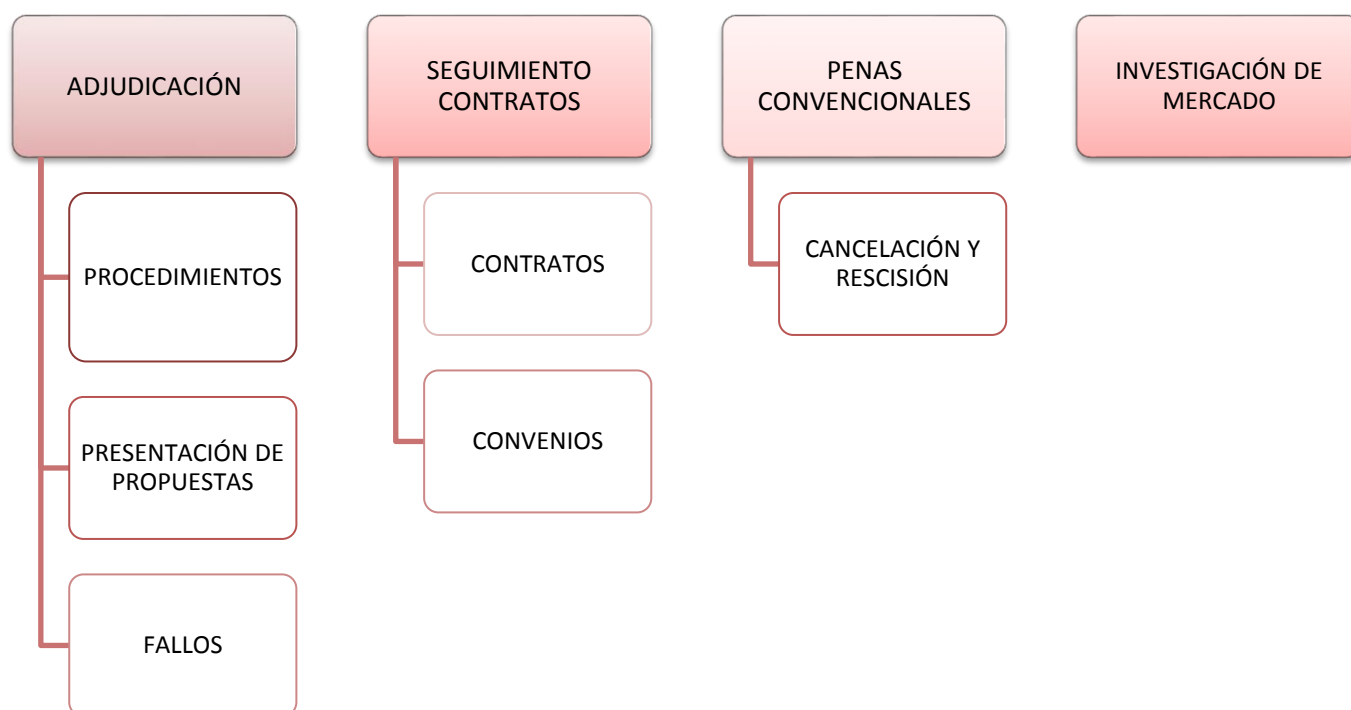 ADJUDICACIÓN
PROCEDIMIENTOS
PRESENTACIÓN DE
PROPUESTAS
FALLOS
SEGUIMIENTO
CONTRATOS
CONTRATOS
CONVENIOS
PENAS
CONVENCIONALES
CANCELACIÓN Y
RESCISIÓN
INVESTIGACIÓN DE
MERCADO